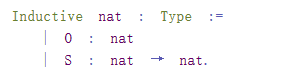 Inductive nat : Type :=
| O : nat
| S : nat → nat.